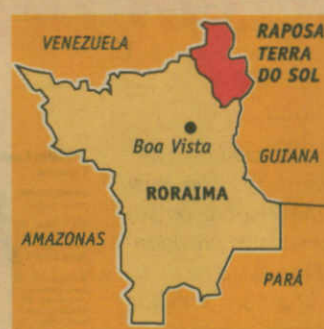 VENEZUELA
RAPOSA
TERRA
DO SOL
Boa Vista
GUIANA
RORAIMA
AMAZONAS
PARÁ